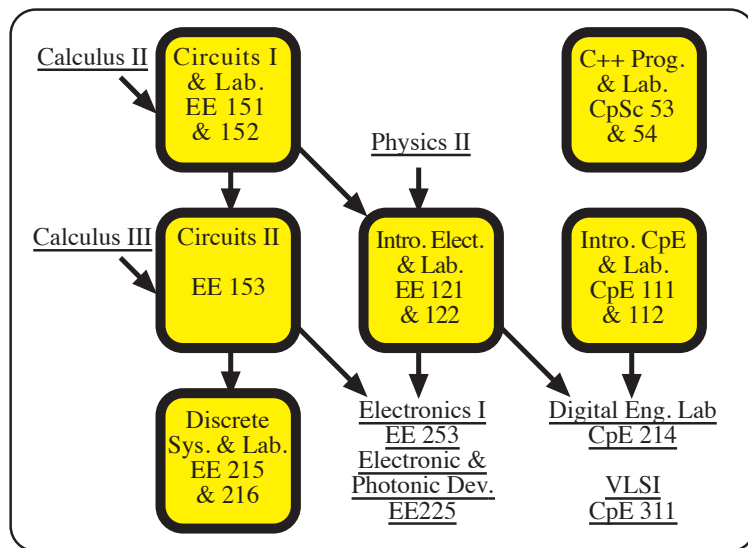 Calculus II
Circuits I
& Lab.
EE 151
& 152
C++ Prog.
& Lab.
CpSc 53
& 54
Physics II
Calculus III
Circuits II
EE 153
Intro. Elect.
& Lab.
EE 121
& 122
Intro. CpE
& Lab.
CpE 111
& 112
Discrete
Sys. & Lab.
EE 215
& 216
Electronics I
EE 253
Electronic &
Photonic Dev.
EE225
Digital Eng. Lab
CpE 214
VLSI
CpE 311